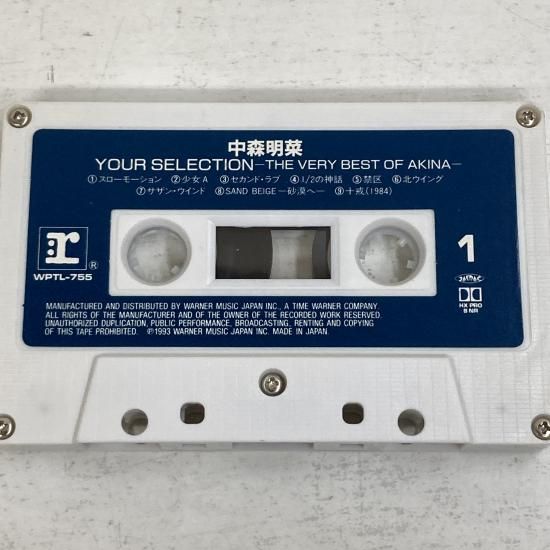 中森明菜
YOUR SELECTION—THE VERY BEST OF AKINA—
①スローモーション ②少女A ③セカンド・ラブ ④1/2の神話 ⑤禁区 ⑥北ウイング
⑦サザン・ウインド ⑧SAND BEIGE—砂漠へ— ⑨十戒(1984)
r
®
WPTL-755
1
JASRAC
HX PRO
B NR
MANUFACTURED AND DISTRIBUTED BY WARNER MUSIC JAPAN INC., A TIME WARNER COMPANY.
ALL RIGHTS OF THE MANUFACTURER AND OF THE OWNER OF THE RECORDED WORK RESERVED.
UNAUTHORIZED DUPLICATION, PUBLIC PERFORMANCE, BROADCASTING, RENTING AND COPYING
OF THIS TAPE PROHIBITED. ℗1993 WARNER MUSIC JAPAN INC. MADE IN JAPAN.